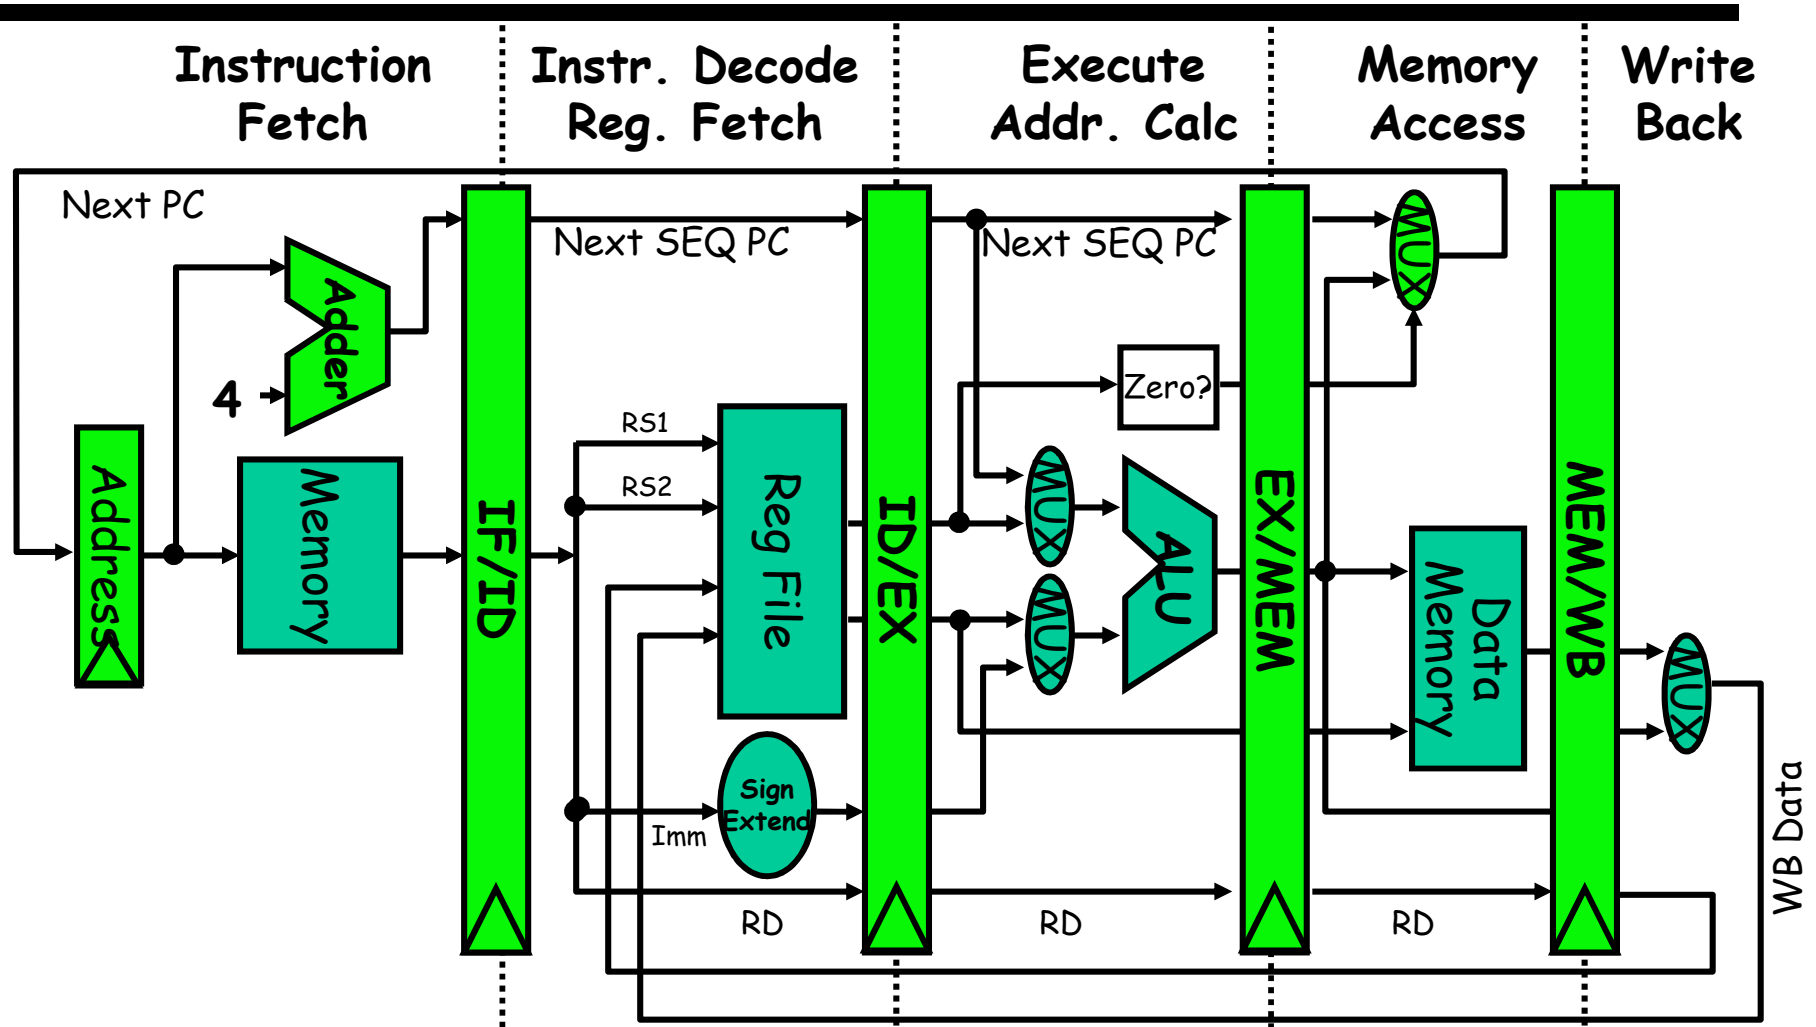 Instruction
Fetch
Instr. Decode
Reg. Fetch
Execute
Addr. Calc
Memory
Access
Write
Back
Next PC
Next SEQ PC
Next SEQ PC
MUX
Adder
4
Zero?
RS1
RS2
Address
Memory
IF/ID
Reg File
ID/EX
MUX
MUX
ALU
EX/MEM
Data
Memory
MEM/WB
MUX
Sign
Extend
Imm
WB Data
RD
RD
RD